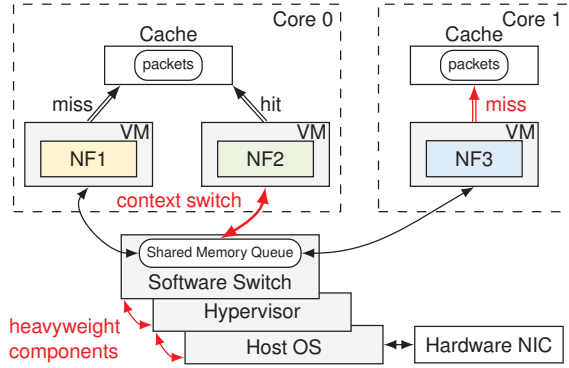 Core 0
Core 1
Cache
Cache
packets
packets
miss
hit
miss
VM
VM
VM
NF1
NF2
NF3
context switch
Shared Memory Queue
Software Switch
Hypervisor
heavyweight
components
Host OS
Hardware NIC